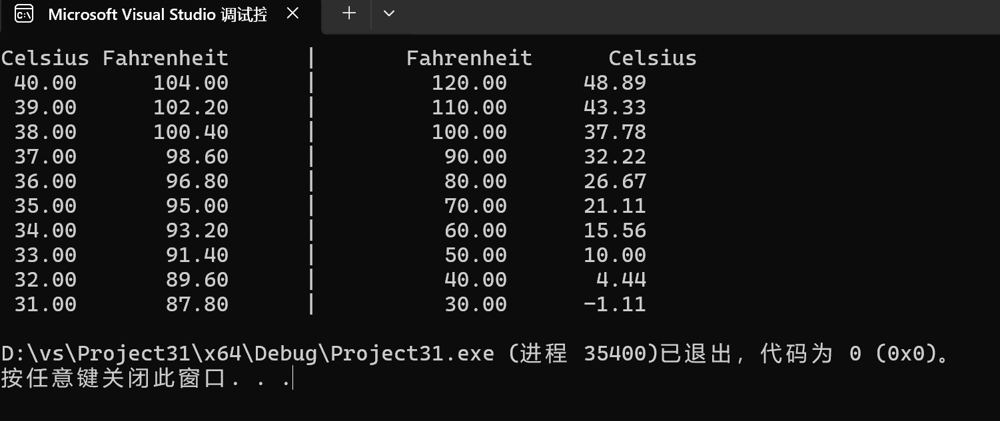 Microsoft Visual Studio 调试控
Celsius Fahrenheit | Fahrenheit Celsius
40.00 104.00 | 120.00 48.89
39.00 102.20 | 110.00 43.33
38.00 100.40 | 100.00 37.78
37.00 98.60 | 90.00 32.22
36.00 96.80 | 80.00 26.67
35.00 95.00 | 70.00 21.11
34.00 93.20 | 60.00 15.56
33.00 91.40 | 50.00 10.00
32.00 89.60 | 40.00 4.44
31.00 87.80 | 30.00 -1.11
D:\vs\Project31\x64\Debug\Project31.exe (进程 35400)已退出，代码为 0 (0x0)。
按任意键关闭此窗口. . .